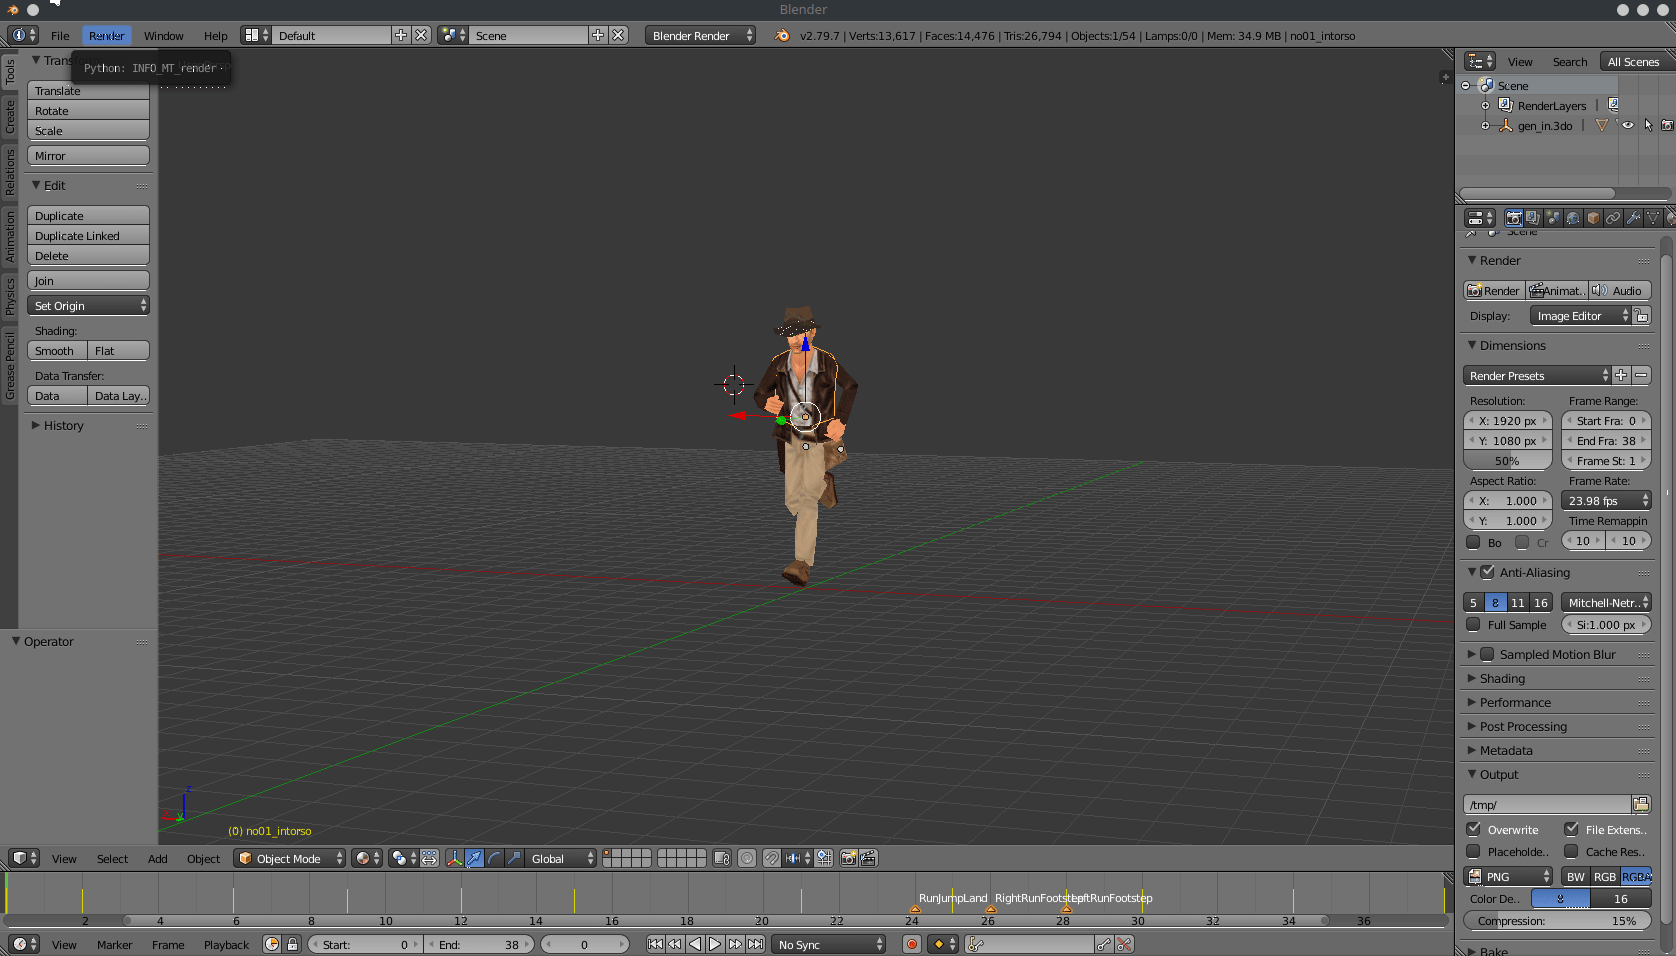 Blender
File Render Window Help Default Scene Blender Render v2.79.7 | Verts:13,617 | Faces:14,476 | Tris:26,794 | Objects:1/54 | Lamps:0/0 | Mem: 34.9 MB | no01_intorso
Python: INFO_MT_render
Tools
Create
Relations
Animation
Physics
Grease Pencil
Translate
Rotate
Scale
Mirror
Edit
Duplicate
Duplicate Linked
Delete
Join
Set Origin
Shading:
Smooth Flat
Data Transfer:
Data Data Lay..
History
Operator
(0) no01_intorso
View Search All Scenes
Scene
RenderLayers
gen_in.3do
Scene
Render
Render Animat.. Audio
Display: Image Editor
Dimensions
Render Presets
Resolution: Frame Range:
X: 1920 px Start Fra: 0
Y: 1080 px End Fra: 38
50% Frame St: 1
Aspect Ratio: Frame Rate:
X: 1.000 23.98 fps
Y: 1.000 Time Remappin
Bo Cr 10 10
Anti-Aliasing
5 8 11 16 Mitchell-Netr..
Full Sample Si:1.000 px
Sampled Motion Blur
Shading
Performance
Post Processing
Metadata
Output
/tmp/
Overwrite File Extens..
Placeholde.. Cache Res..
PNG BW RGB RGBA
Color De.. 8 16
Compression: 15%
Bake
View Select Add Object Object Mode Global
RunJumpLand RightRunFootstep LeftRunFootstep
2 4 6 8 10 12 14 16 18 20 22 24 26 28 30 32 34 36
View Marker Frame Playback Start: 0 End: 38 0 No Sync